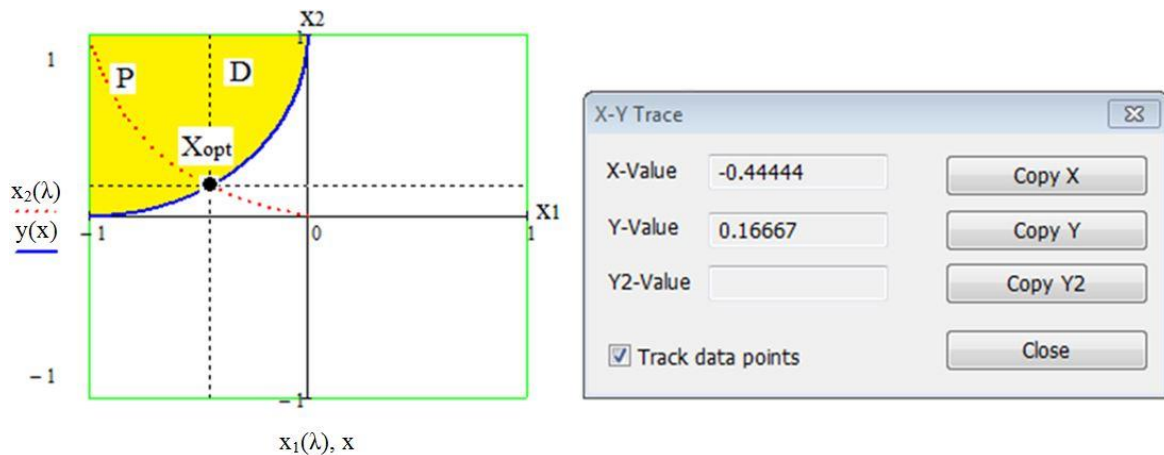 X2
1
1
P
D
Xopt
x₂(λ)
y(x)
X1
– 1
0
1
– 1
– 1
x₁(λ), x
X-Y Trace
X-Value
-0.44444
Copy X
Y-Value
0.16667
Copy Y
Y2-Value
Copy Y2
Track data points
Close